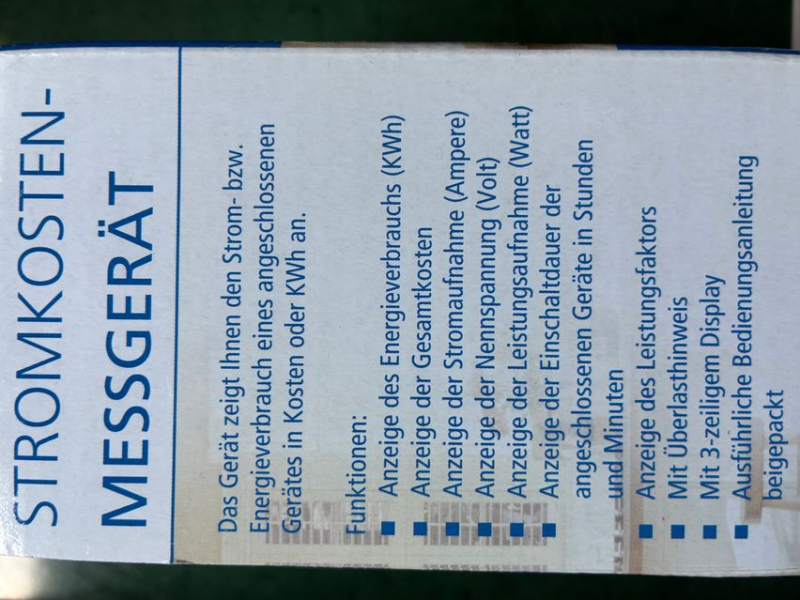 STROMKOSTEN-
MESSGERÄT
Das Gerät zeigt Ihnen den Strom- bzw.
Energieverbrauch eines angeschlossenen
Gerätes in Kosten oder KWh an.
Funktionen:
■ Anzeige des Energieverbrauchs (KWh)
■ Anzeige der Gesamtkosten
■ Anzeige der Stromaufnahme (Ampere)
■ Anzeige der Nennspannung (Volt)
■ Anzeige der Leistungsaufnahme (Watt)
■ Anzeige der Einschaltdauer der
angeschlossenen Geräte in Stunden
und Minuten
■ Anzeige des Leistungsfaktors
■ Mit Überlasthinweis
■ Mit 3-zeiligem Display
■ Ausführliche Bedienungsanleitung
beigepackt